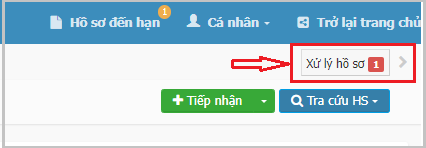 Hồ sơ đến hạn 1 Cá nhân Trở lại trang chủ
Xử lý hồ sơ 1
Tiếp nhận Tra cứu HS